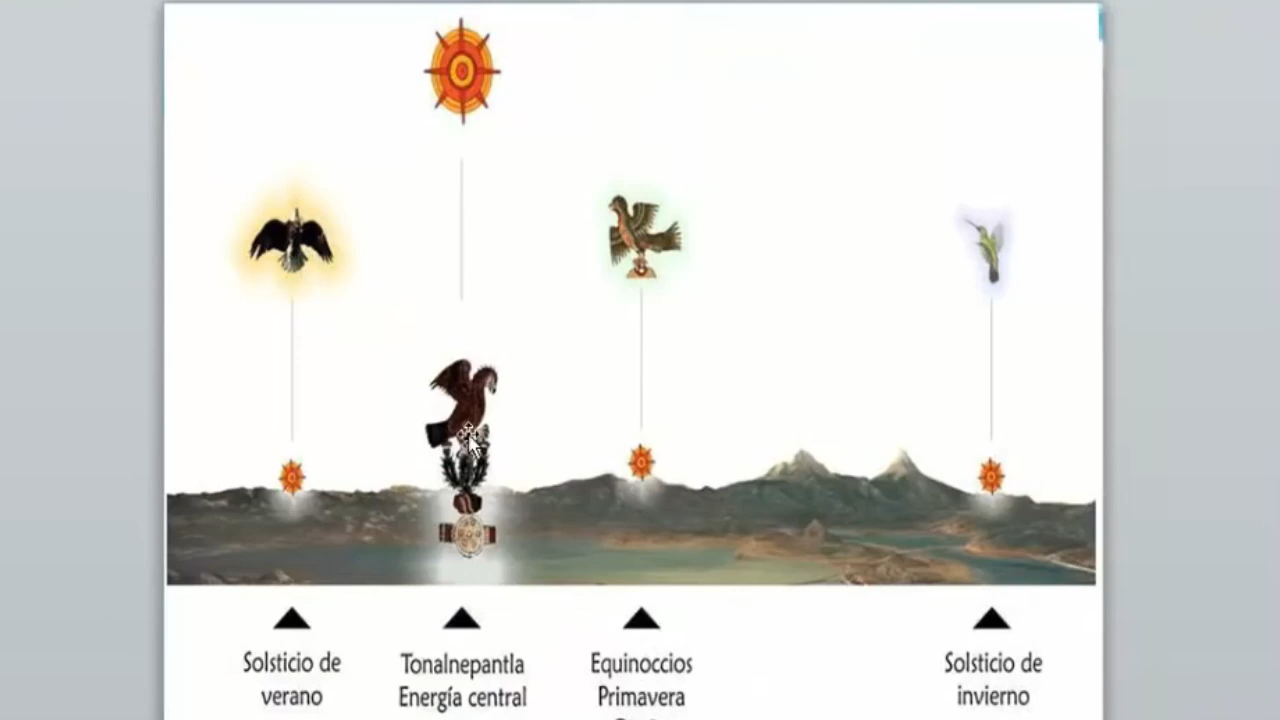 Solsticio de
verano
Tonalnepantla
Energía central
Equinoccios
Primavera
Solsticio de
invierno